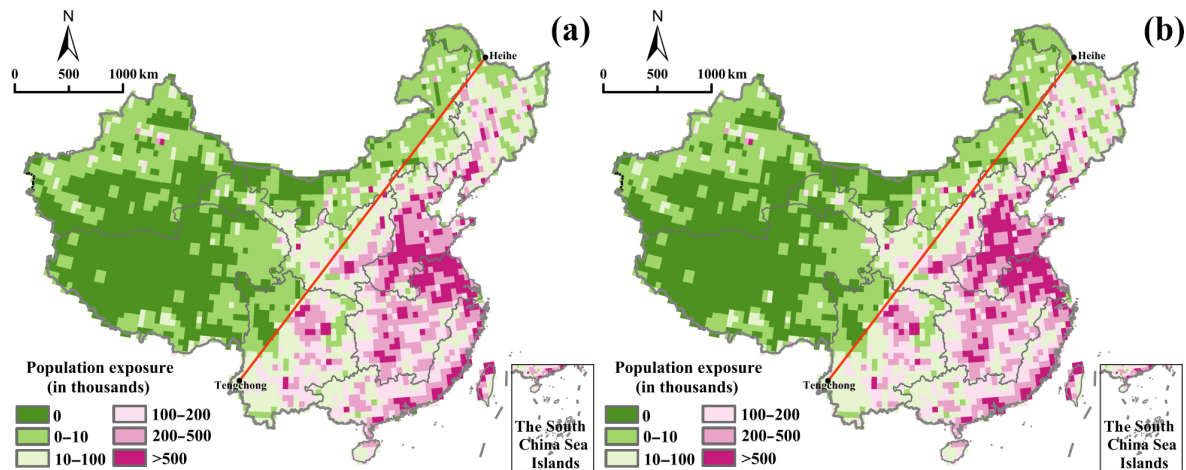 N
(a)
Heihe
0 500 1000 km
Tengchong
Population exposure
(in thousands)
0
0–10
10–100
100–200
200–500
>500
The South
China Sea
Islands
N
(b)
Heihe
0 500 1000 km
Tengchong
Population exposure
(in thousands)
0
0–10
10–100
100–200
200–500
>500
The South
China Sea
Islands